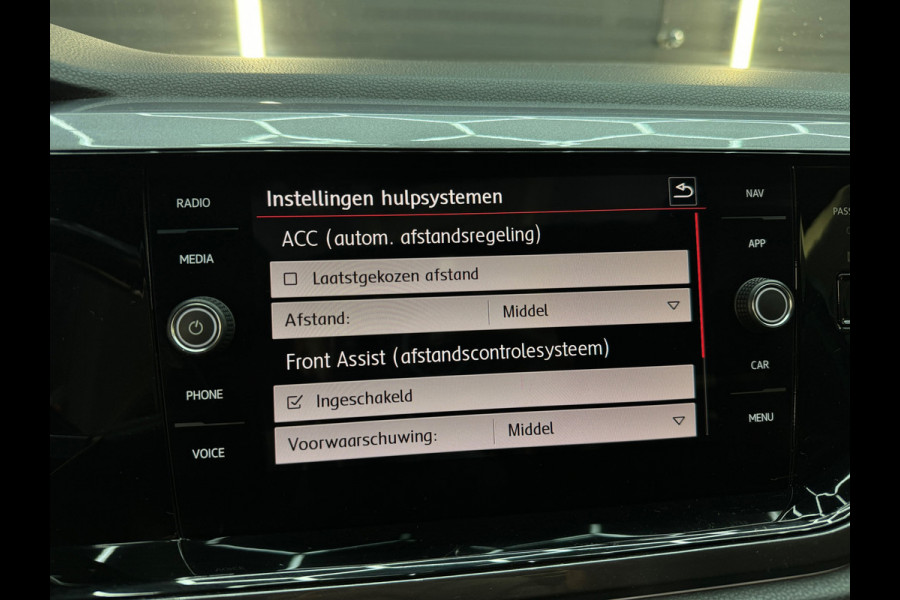 RADIO
MEDIA
PHONE
VOICE
Instellingen hulpsystemen
ACC (autom. afstandsregeling)
Laatstgekozen afstand
Afstand: Middel
Front Assist (afstandscontrolesysteem)
Ingeschakeld
Voorwaarschuwing: Middel
NAV
APP
CAR
MENU
PASS